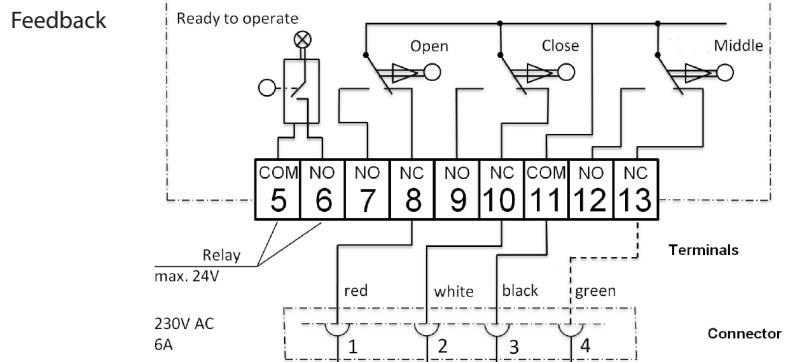 Feedback
Ready to operate
Open Close Middle
COM NO NO NC NO NC COM NO NC
5 6 7 8 9 10 11 12 13
Relay
max. 24V
Terminals
red white black green
230V AC
6A
1 2 3 4
Connector